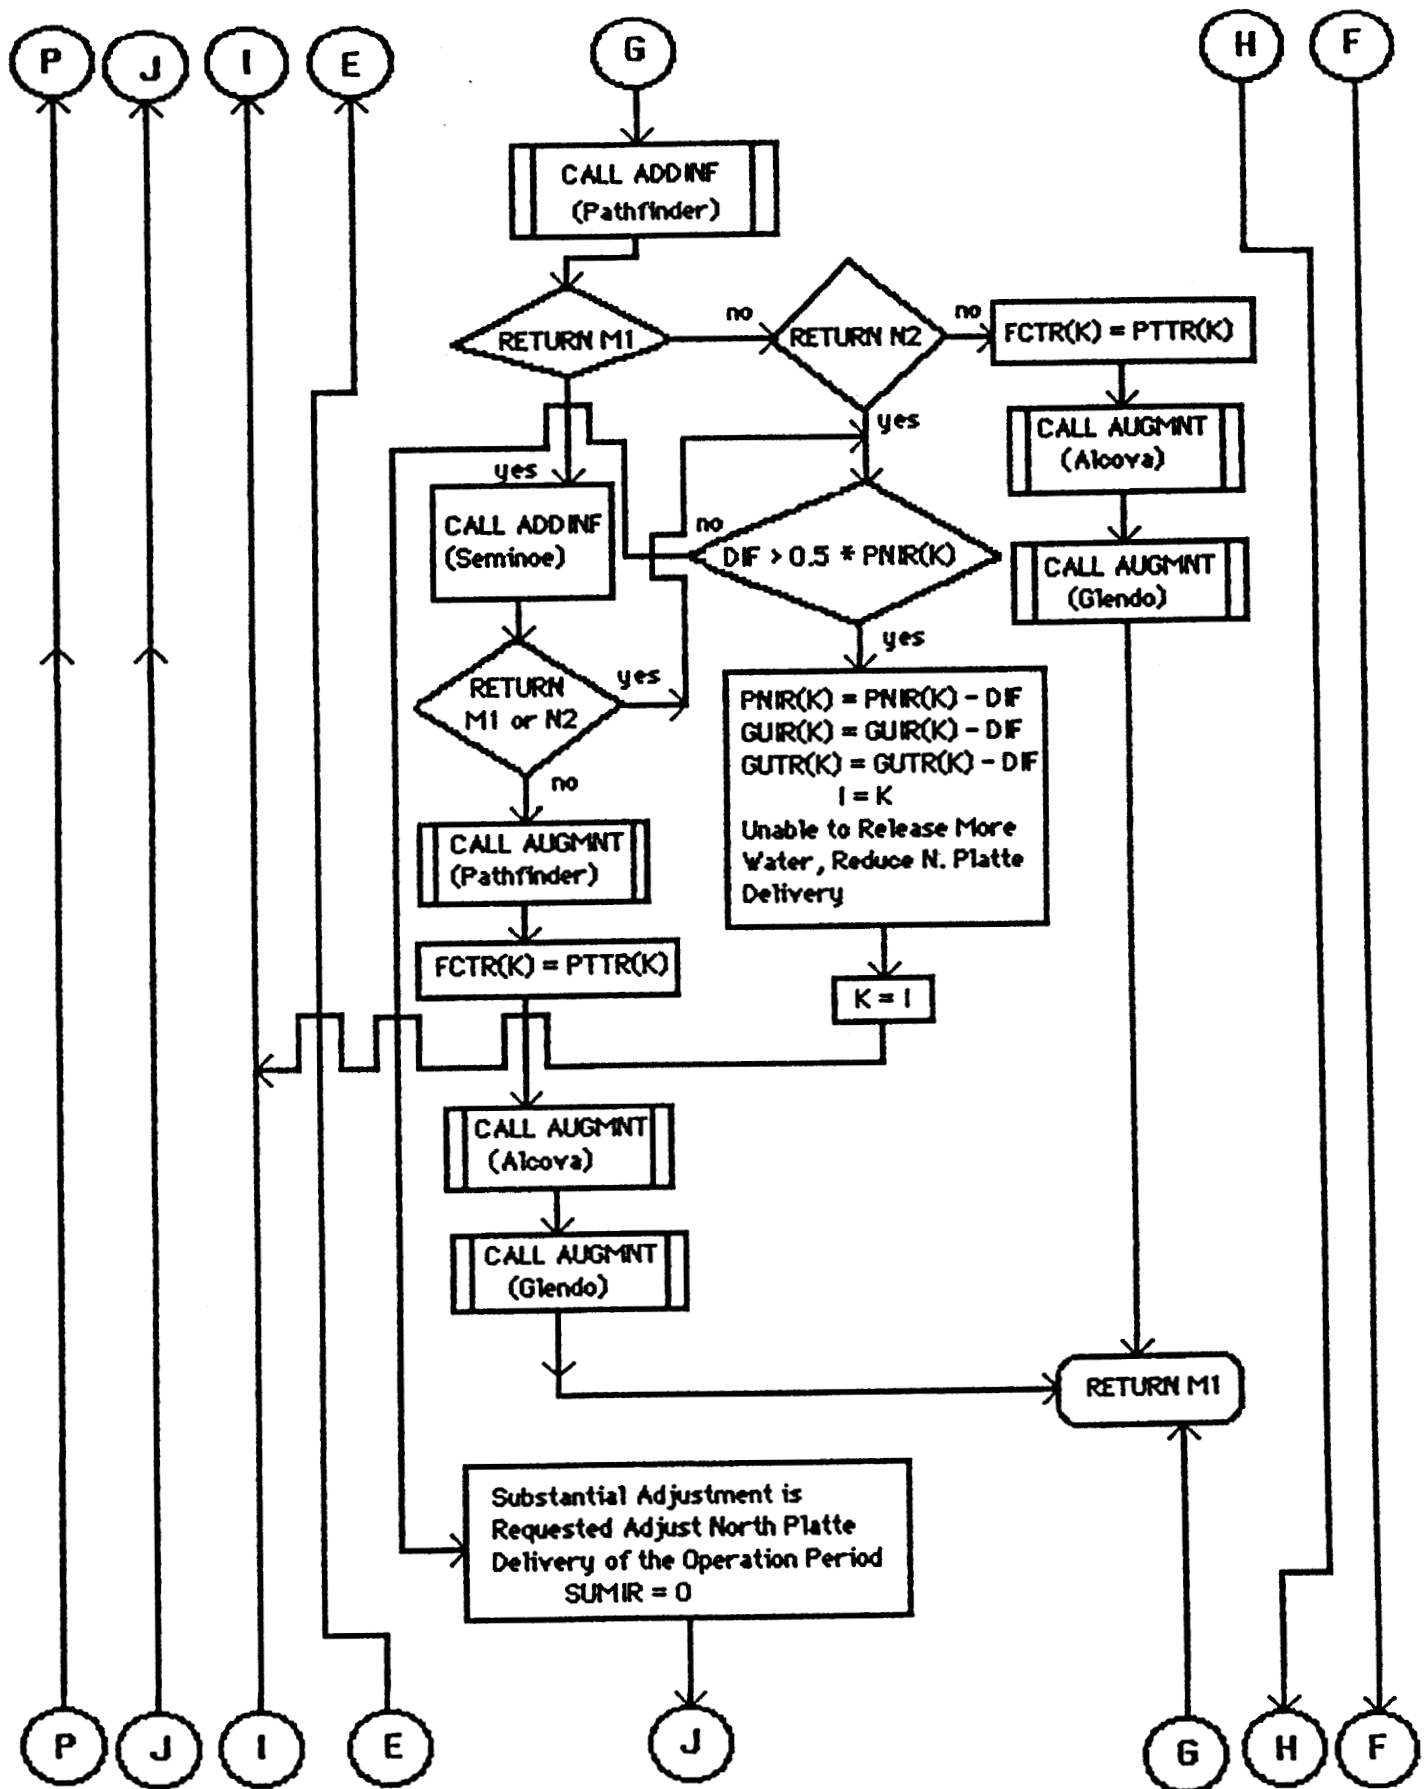 P
J
I
E
G
H
F
CALL ADDINF
(Pathfinder)
RETURN M1
no
RETURN N2
no
FCTR(K) = PTTR(K)
yes
CALL AUGMNT
(Alcova)
yes
CALL ADDINF
(Seminoe)
no
DIF > 0.5 * PNIR(K)
CALL AUGMNT
(Glendo)
yes
RETURN
M1 or N2
yes
no
PNIR(K) = PNIR(K) - DIF
GUIR(K) = GUIR(K) - DIF
GUTR(K) = GUTR(K) - DIF
I = K
Unable to Release More
Water, Reduce N. Platte
Delivery
CALL AUGMNT
(Pathfinder)
FCTR(K) = PTTR(K)
K = I
CALL AUGMNT
(Alcova)
CALL AUGMNT
(Glendo)
RETURN M1
Substantial Adjustment is
Requested Adjust North Platte
Delivery of the Operation Period
SUMIR = 0
P
J
I
E
J
G
H
F